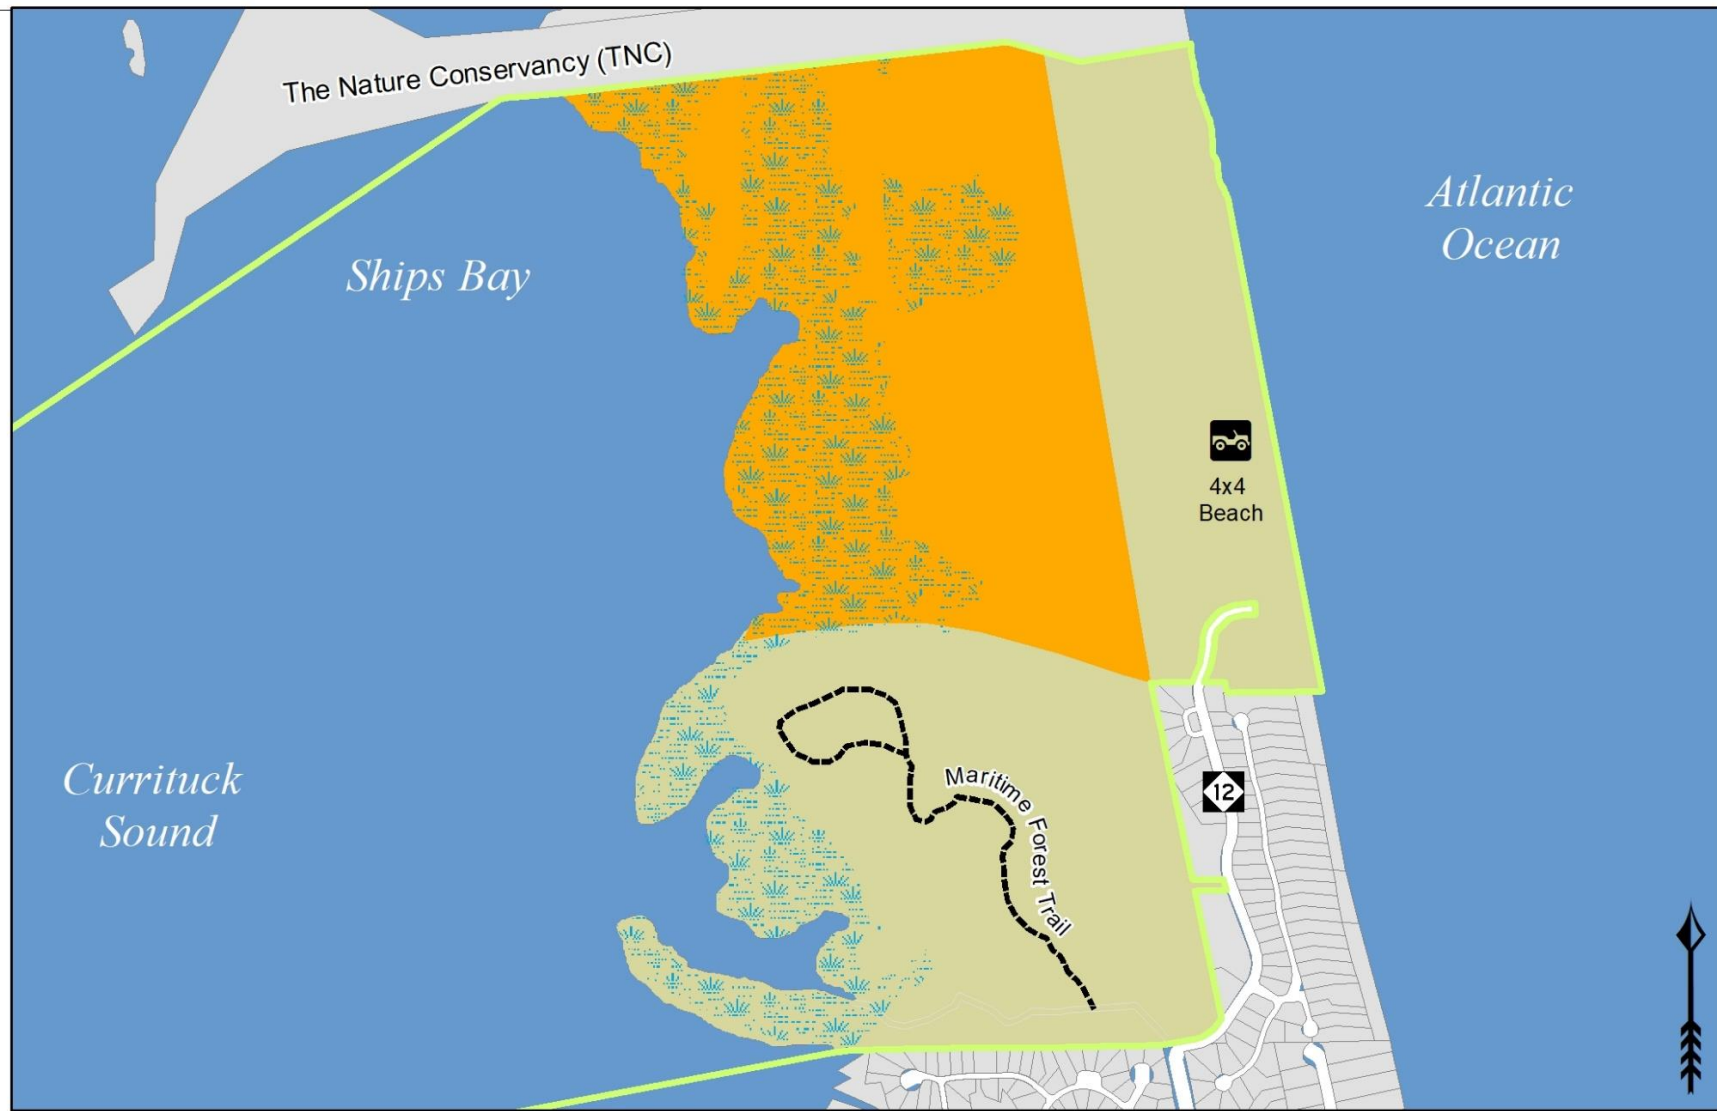 The Nature Conservancy (TNC)
Atlantic
Ocean
Ships Bay
4x4
Beach
Currituck
Sound
Maritime Forest Trail
12